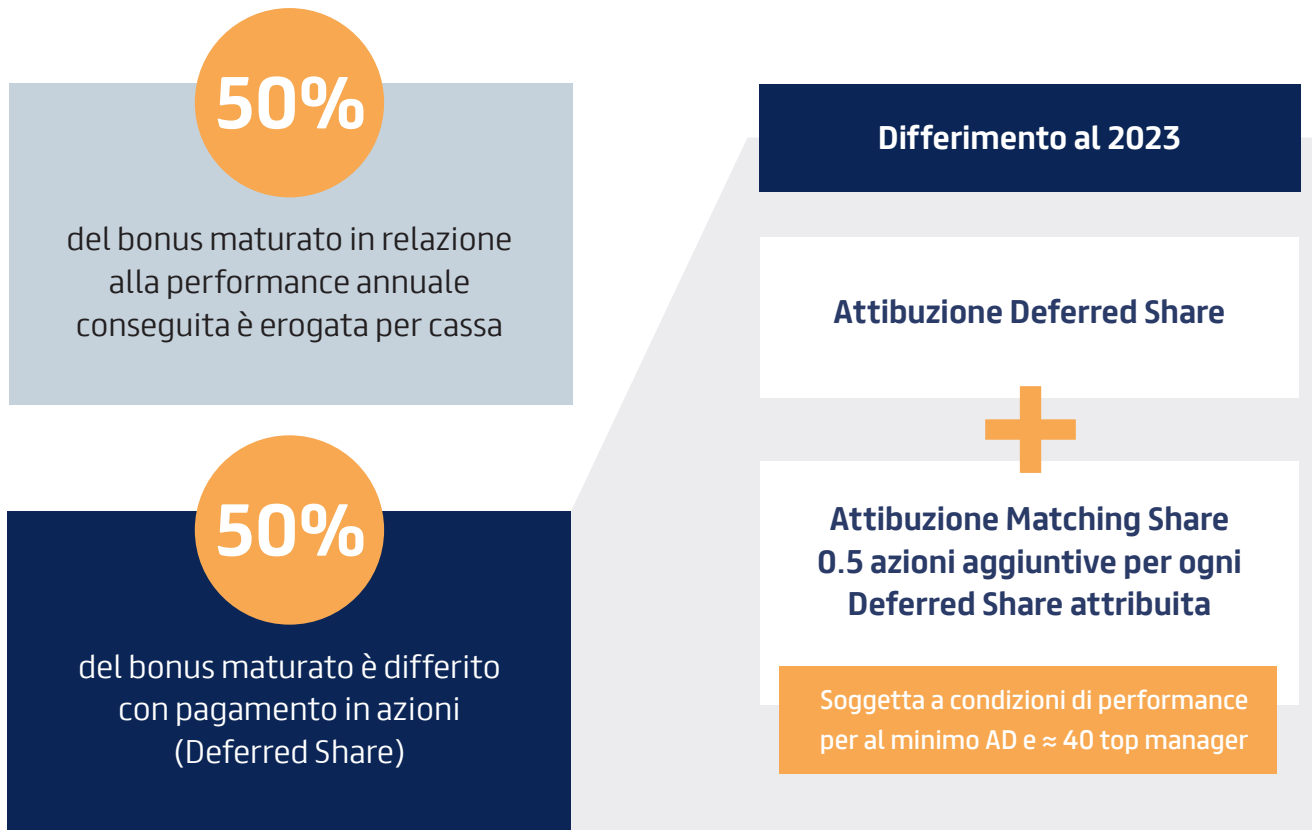 50%
del bonus maturato in relazione
alla performance annuale
conseguita è erogata per cassa
50%
del bonus maturato è differito
con pagamento in azioni
(Deferred Share)
Differimento al 2023
Attibuzione Deferred Share
+
Attibuzione Matching Share
0.5 azioni aggiuntive per ogni
Deferred Share attribuita
Soggetta a condizioni di performance
per al minimo AD e ≈ 40 top manager